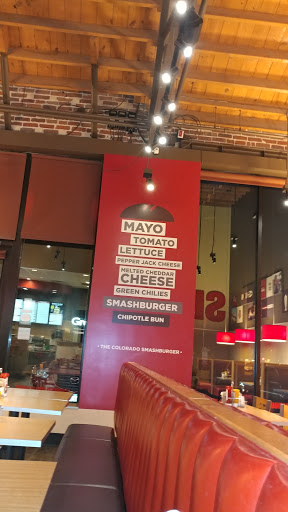 MAYO
TOMATO
LETTUCE
PEPPER JACK CHEESE
MELTED CHEDDAR
CHEESE
GREEN CHILIES
SMASHBURGER
CHIPOTLE BUN
• THE COLORADO SMASHBURGER •